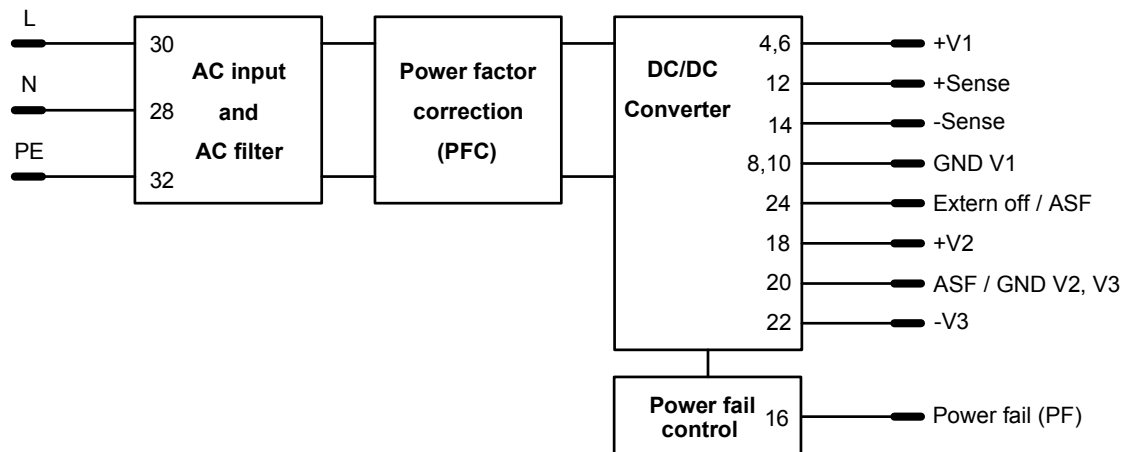 L
30
N
28
PE
32
AC input
and
AC filter
Power factor
correction
(PFC)
DC/DC
Converter
4,6
+V1
12
+Sense
14
-Sense
8,10
GND V1
24
Extern off / ASF
18
+V2
20
ASF / GND V2, V3
22
-V3
Power fail
control
16
Power fail (PF)